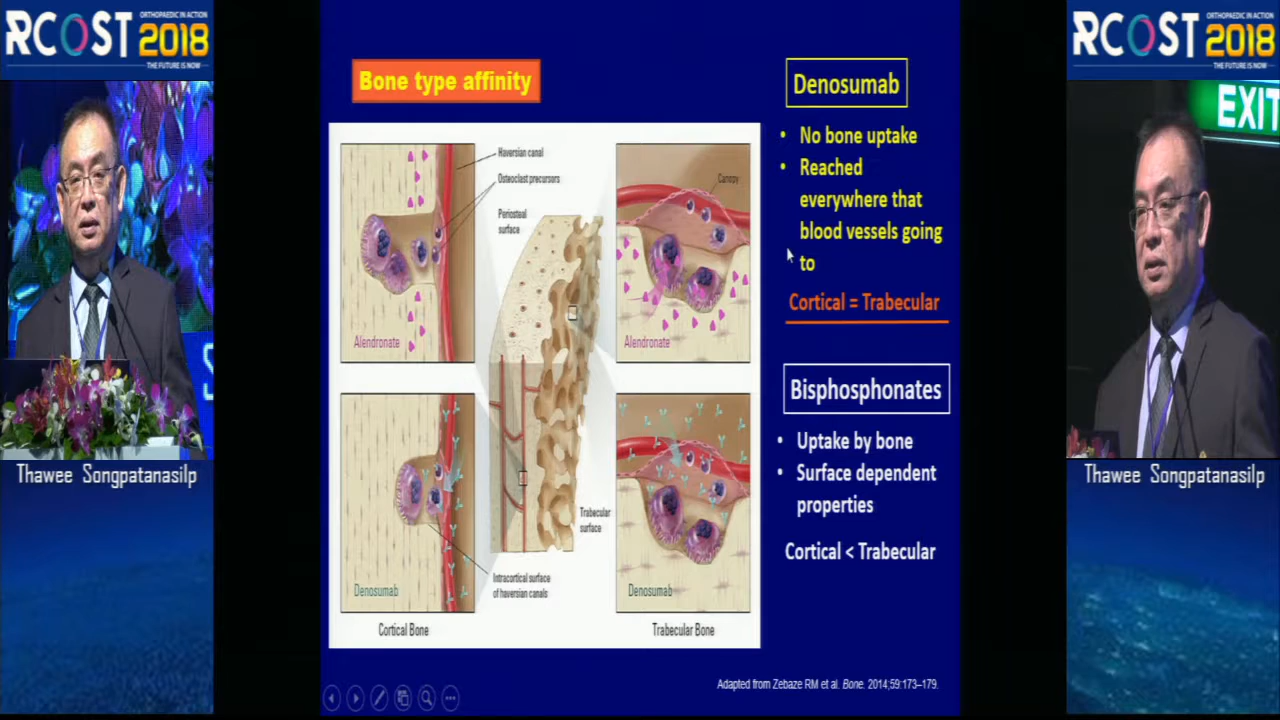 ORTHOPAEDIC IN ACTION
RCOST 2018
THE FUTURE IS NOW
Thawee Songpatanasilp
Bone type affinity
Haversian canal
Osteoclast precursors
Periosteal
surface
Canopy
Alendronate
Alendronate
Trabecular
surface
Intracortical surface
of haversian canals
Denosumab
Denosumab
Cortical Bone
Trabecular Bone
Denosumab
• No bone uptake
• Reached
everywhere that
blood vessels going
to
Cortical = Trabecular
Bisphosphonates
• Uptake by bone
• Surface dependent
properties
Cortical < Trabecular
Adapted from Zebaze RM et al. Bone. 2014;59:173–179.
ORTHOPAEDIC IN ACTION
RCOST 2018
THE FUTURE IS NOW
EXIT
Thawee Songpatanasilp